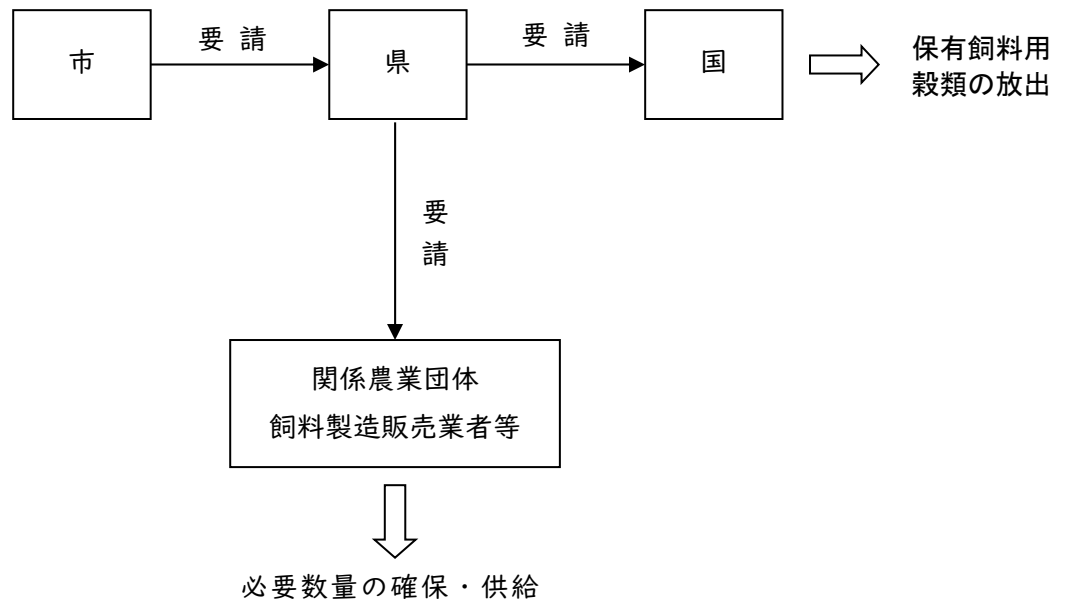 市
要請
県
要請
国
保有飼料用
穀類の放出
要
請
関係農業団体
飼料製造販売業者等
必要数量の確保・供給